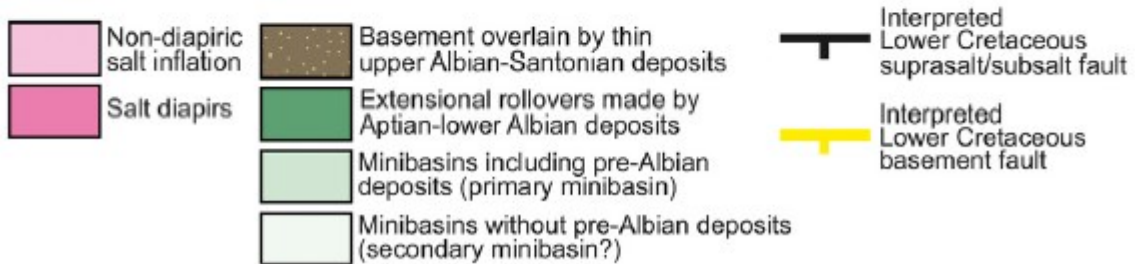 Non-diapiric
salt inflation
Salt diapirs
Basement overlain by thin
upper Albian-Santonian deposits
Extensional rollovers made by
Aptian-lower Albian deposits
Minibasins including pre-Albian
deposits (primary minibasin)
Minibasins without pre-Albian deposits
(secondary minibasin?)
Interpreted
Lower Cretaceous
suprasalt/subsalt fault
Interpreted
Lower Cretaceous
basement fault